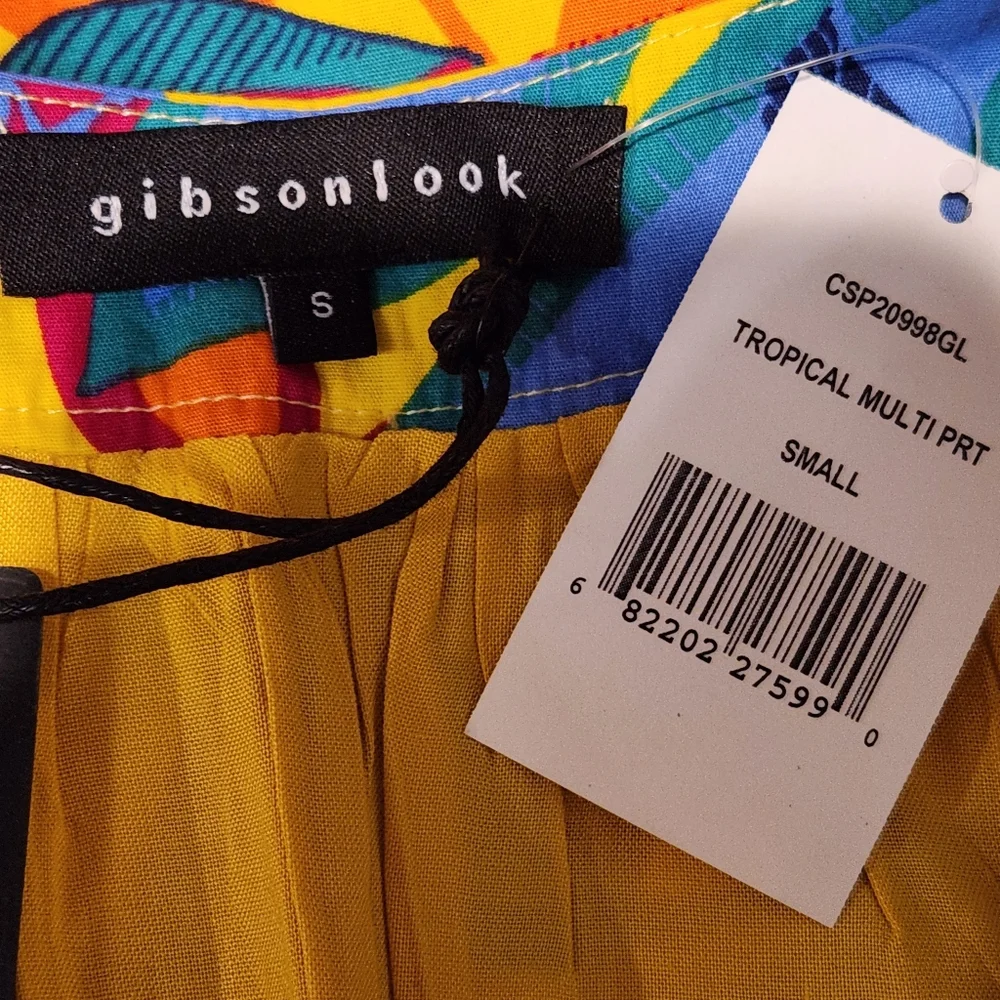 gibsonlook
S
CSP20998GL
TROPICAL MULTI PRT
SMALL
6 82202 27599 0